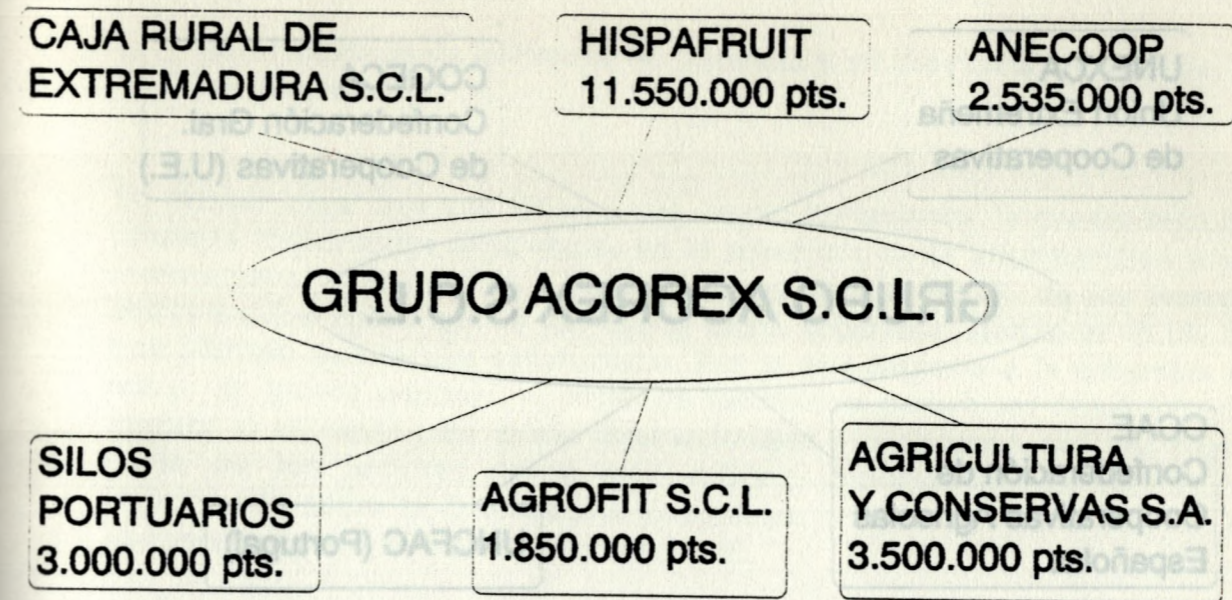 CAJA RURAL DE
EXTREMADURA S.C.L.
HISPAFRUIT
11.550.000 pts.
ANECOOP
2.535.000 pts.
GRUPO ACOREX S.C.L.
SILOS
PORTUARIOS
3.000.000 pts.
AGROFIT S.C.L.
1.850.000 pts.
AGRICULTURA
Y CONSERVAS S.A.
3.500.000 pts.